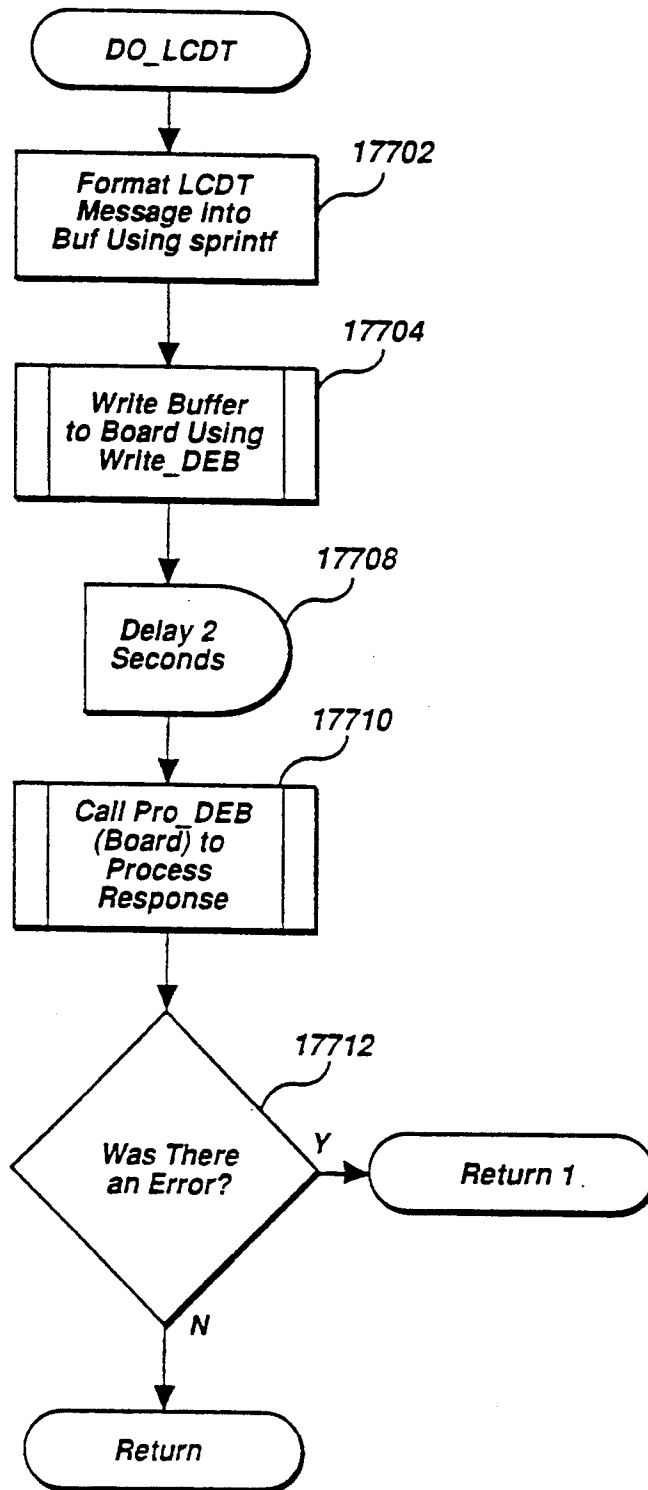 DO_LCDT
17702
Format LCDT
Message into
Buf Using sprintf
17704
Write Buffer
to Board Using
Write_DEB
17708
Delay 2
Seconds
17710
Call Pro_DEB
(Board) to
Process
Response
17712
Was There
an Error?
Y
Return 1
N
Return